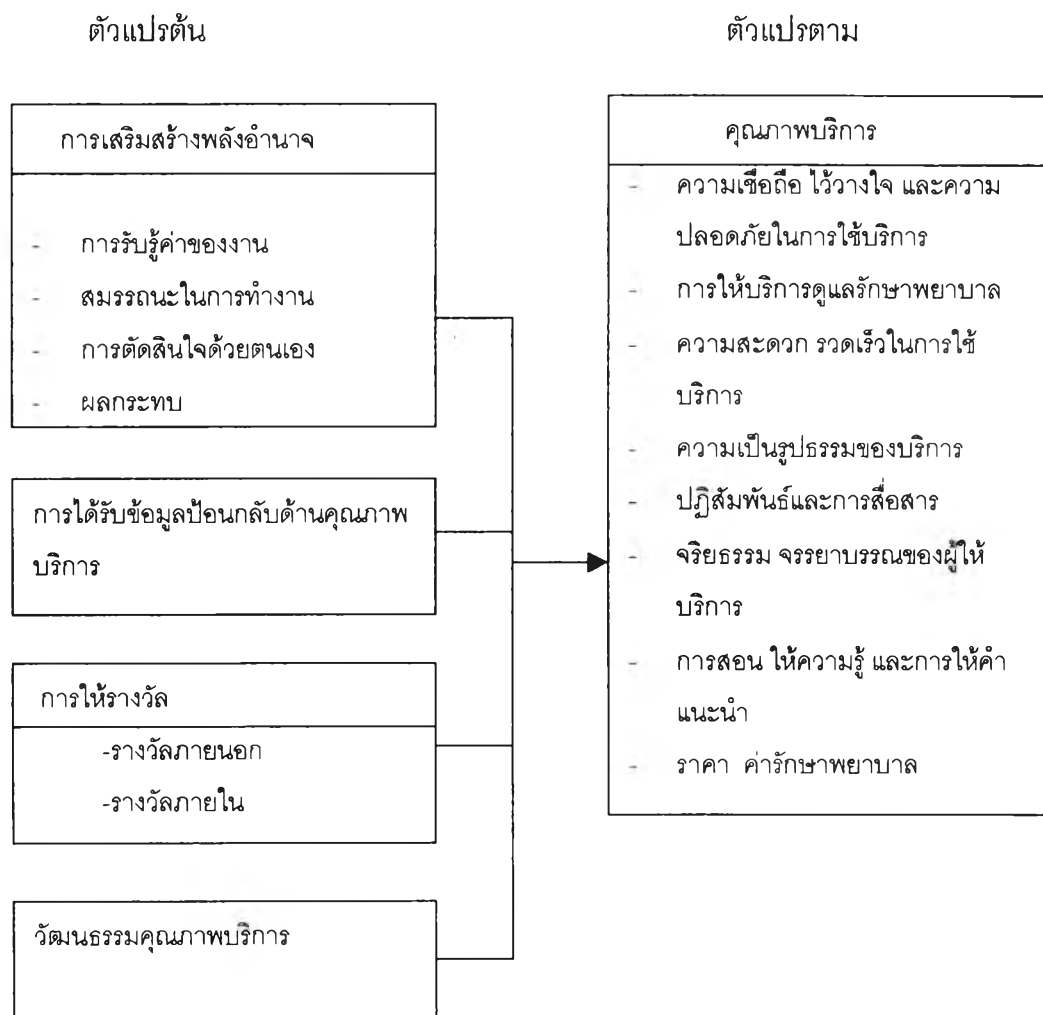 ตัวแปรต้น
ตัวแปรตาม
การเสริมสร้างพลังอำนาจ
- การรับรู้ค่าของงาน
- สมรรถนะในการทำงาน
- การตัดสินใจด้วยตนเอง
- ผลกระทบ
การได้รับข้อมูลป้อนกลับด้านคุณภาพ
บริการ
การให้รางวัล
-รางวัลภายนอก
-รางวัลภายใน
วัฒนธรรมคุณภาพบริการ
คุณภาพบริการ
- ความเชื่อถือ ไว้วางใจ และความ
ปลอดภัยในการใช้บริการ
- การให้บริการดูแลรักษาพยาบาล
- ความสะดวก รวดเร็วในการใช้
บริการ
- ความเป็นรูปธรรมของบริการ
- ปฏิสัมพันธ์และการสื่อสาร
- จริยธรรม จรรยาบรรณของผู้ให้
บริการ
- การสอน ให้ความรู้ และการให้คำ
แนะนำ
- ราคา ค่ารักษาพยาบาล